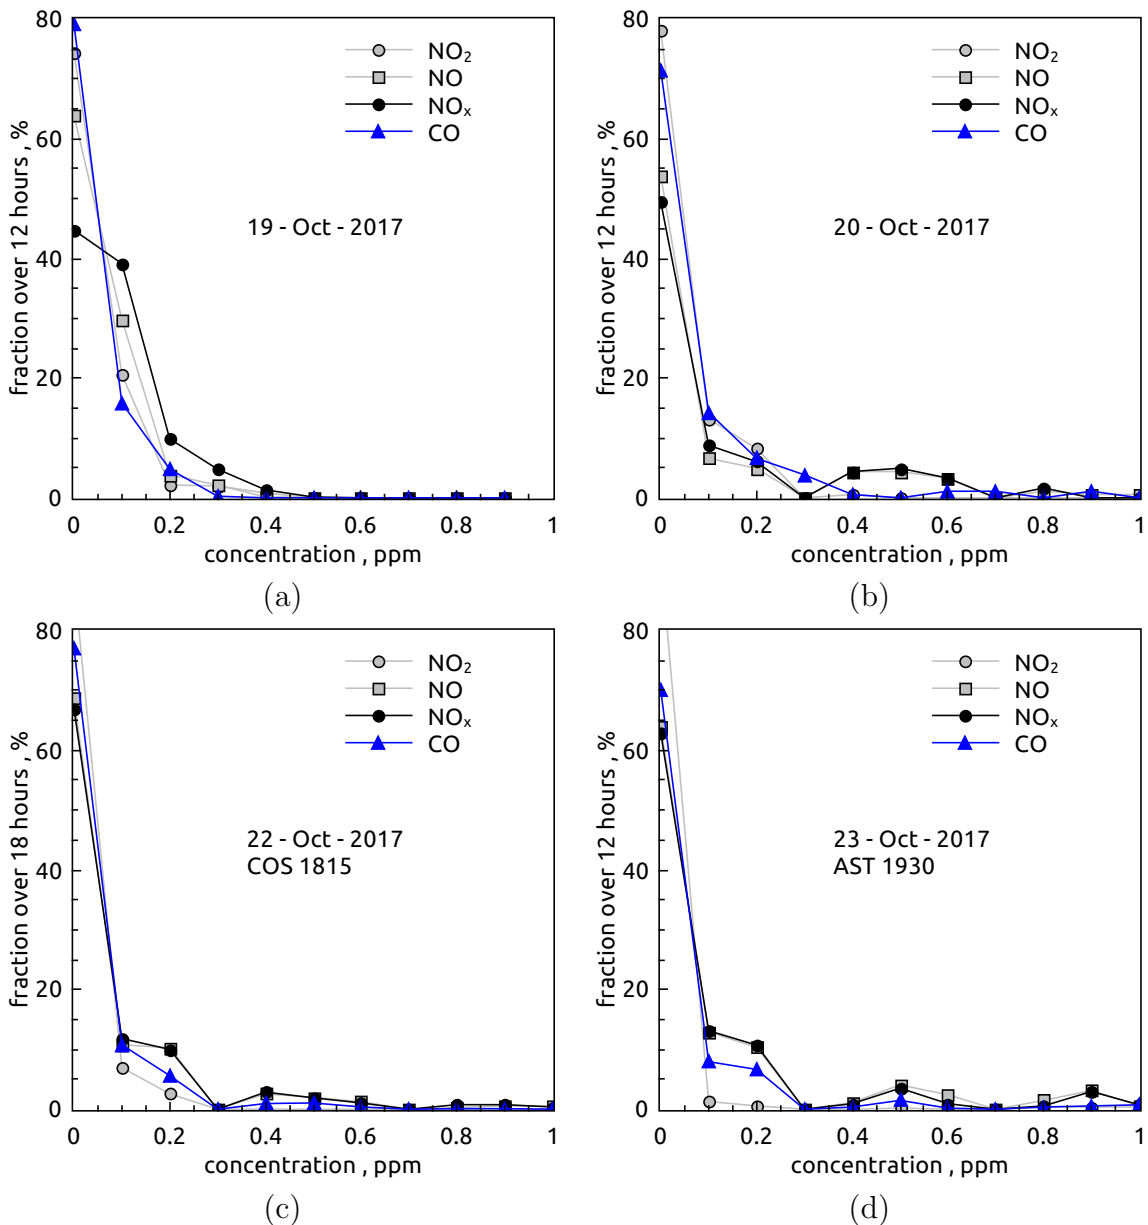 80
60
40
20
0
fraction over 12 hours , %
NO₂
NO
NOₓ
CO
19 - Oct - 2017
0 0.2 0.4 0.6 0.8 1
concentration , ppm
(a)
80
60
40
20
0
fraction over 12 hours , %
NO₂
NO
NOₓ
CO
20 - Oct - 2017
0 0.2 0.4 0.6 0.8 1
concentration , ppm
(b)
80
60
40
20
0
fraction over 18 hours , %
NO₂
NO
NOₓ
CO
22 - Oct - 2017
COS 1815
0 0.2 0.4 0.6 0.8 1
concentration , ppm
(c)
80
60
40
20
0
fraction over 12 hours , %
NO₂
NO
NOₓ
CO
23 - Oct - 2017
AST 1930
0 0.2 0.4 0.6 0.8 1
concentration , ppm
(d)